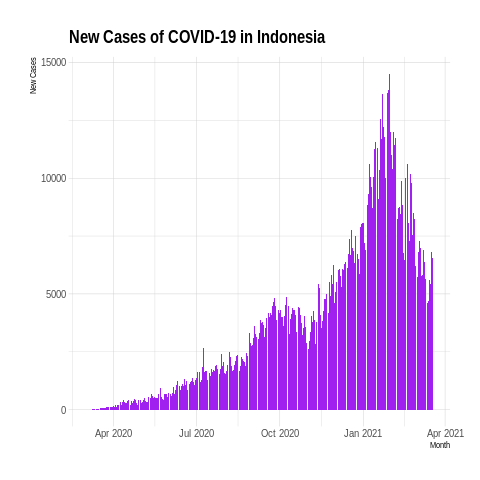 New Cases of COVID-19 in Indonesia
New Cases
15000
10000
5000
0
Apr 2020 Jul 2020 Oct 2020 Jan 2021 Apr 2021
Month